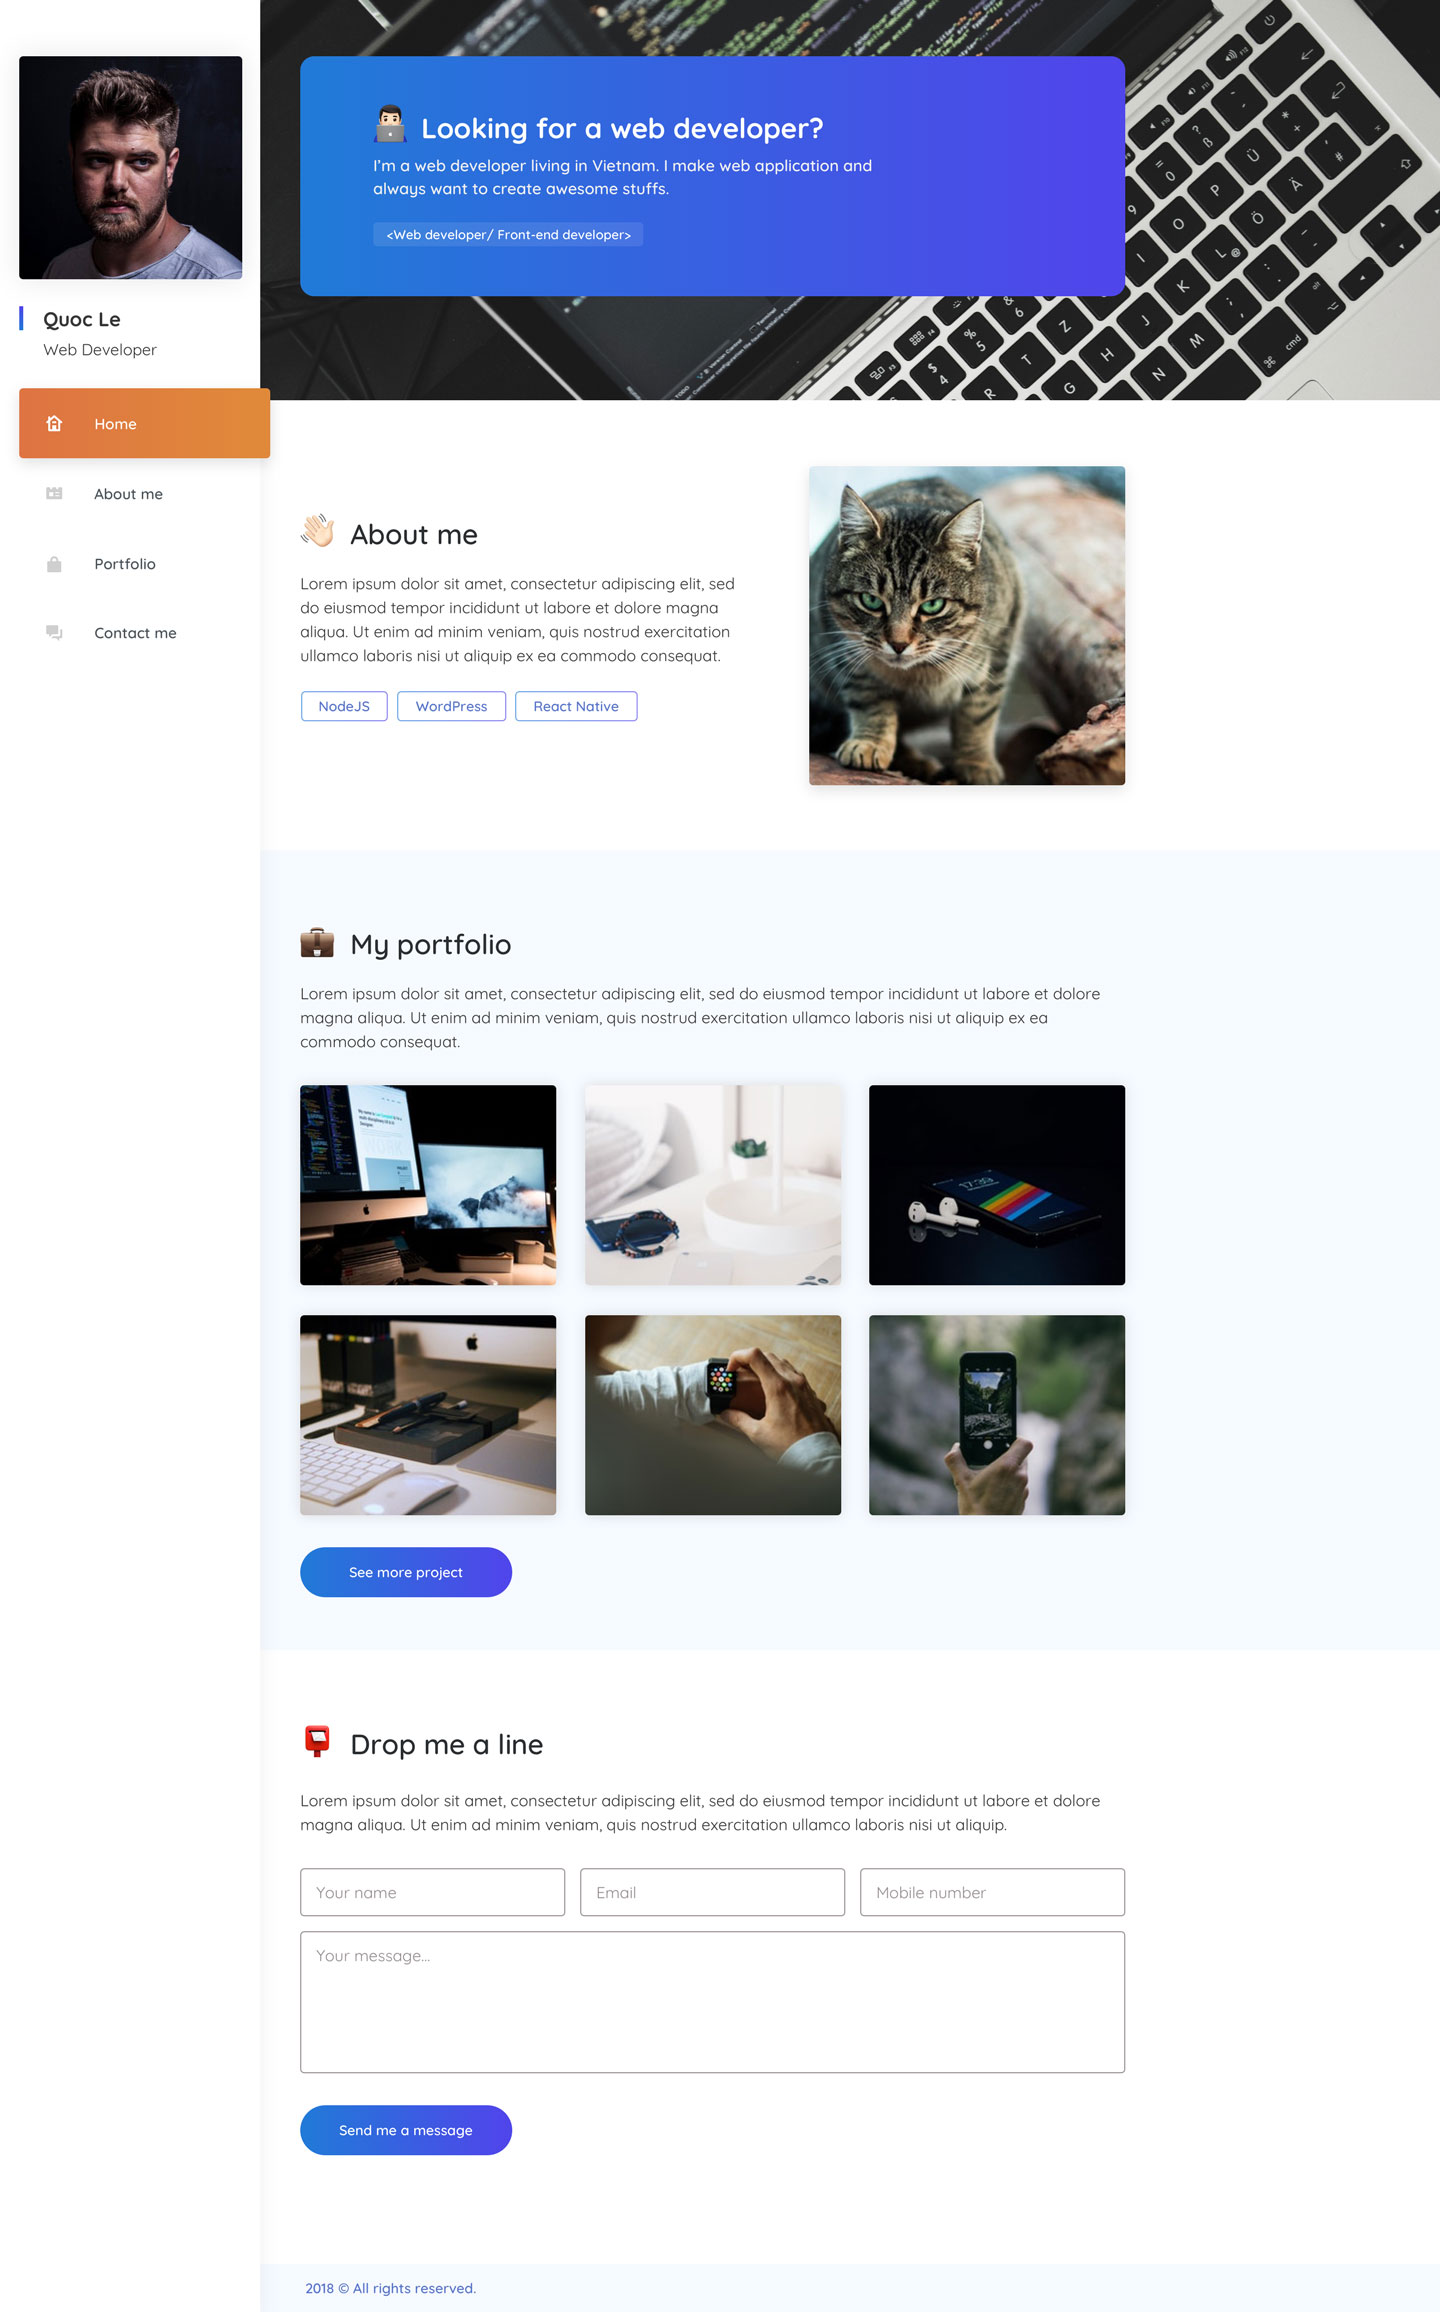 Quoc Le
Web Developer
Home
About me
Portfolio
Contact me
Looking for a web developer?
I'm a web developer living in Vietnam. I make web application and
always want to create awesome stuffs.
<Web developer/ Front-end developer>
About me
Lorem ipsum dolor sit amet, consectetur adipiscing elit, sed
do eiusmod tempor incididunt ut labore et dolore magna
aliqua. Ut enim ad minim veniam, quis nostrud exercitation
ullamco laboris nisi ut aliquip ex ea commodo consequat.
NodeJS
WordPress
React Native
My portfolio
Lorem ipsum dolor sit amet, consectetur adipiscing elit, sed do eiusmod tempor incididunt ut labore et dolore
magna aliqua. Ut enim ad minim veniam, quis nostrud exercitation ullamco laboris nisi ut aliquip ex ea
commodo consequat.
See more project
Drop me a line
Lorem ipsum dolor sit amet, consectetur adipiscing elit, sed do eiusmod tempor incididunt ut labore et dolore
magna aliqua. Ut enim ad minim veniam, quis nostrud exercitation ullamco laboris nisi ut aliquip.
Your name
Email
Mobile number
Your message...
Send me a message
2018 © All rights reserved.